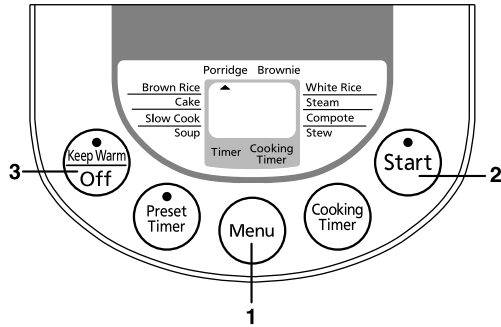 Porridge Brownie
Brown Rice
Cake
Slow Cook
Soup
White Rice
Steam
Compote
Stew
Timer Cooking
Timer
Keep Warm
Off
Start
Preset
Timer
Menu
Cooking
Timer
3
2
1